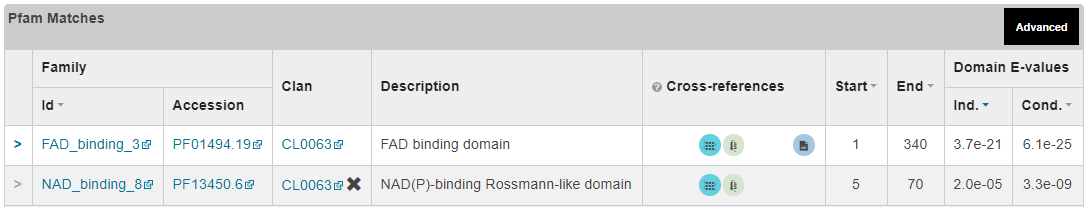 Pfam Matches
Advanced
Family Clan Description Cross-references Start End Domain E-values
Id Accession Ind. Cond.
> FAD_binding_3 PF01494.19 CL0063 FAD binding domain 1 340 3.7e-21 6.1e-25
> NAD_binding_8 PF13450.6 CL0063 NAD(P)-binding Rossmann-like domain 5 70 2.0e-05 3.3e-09